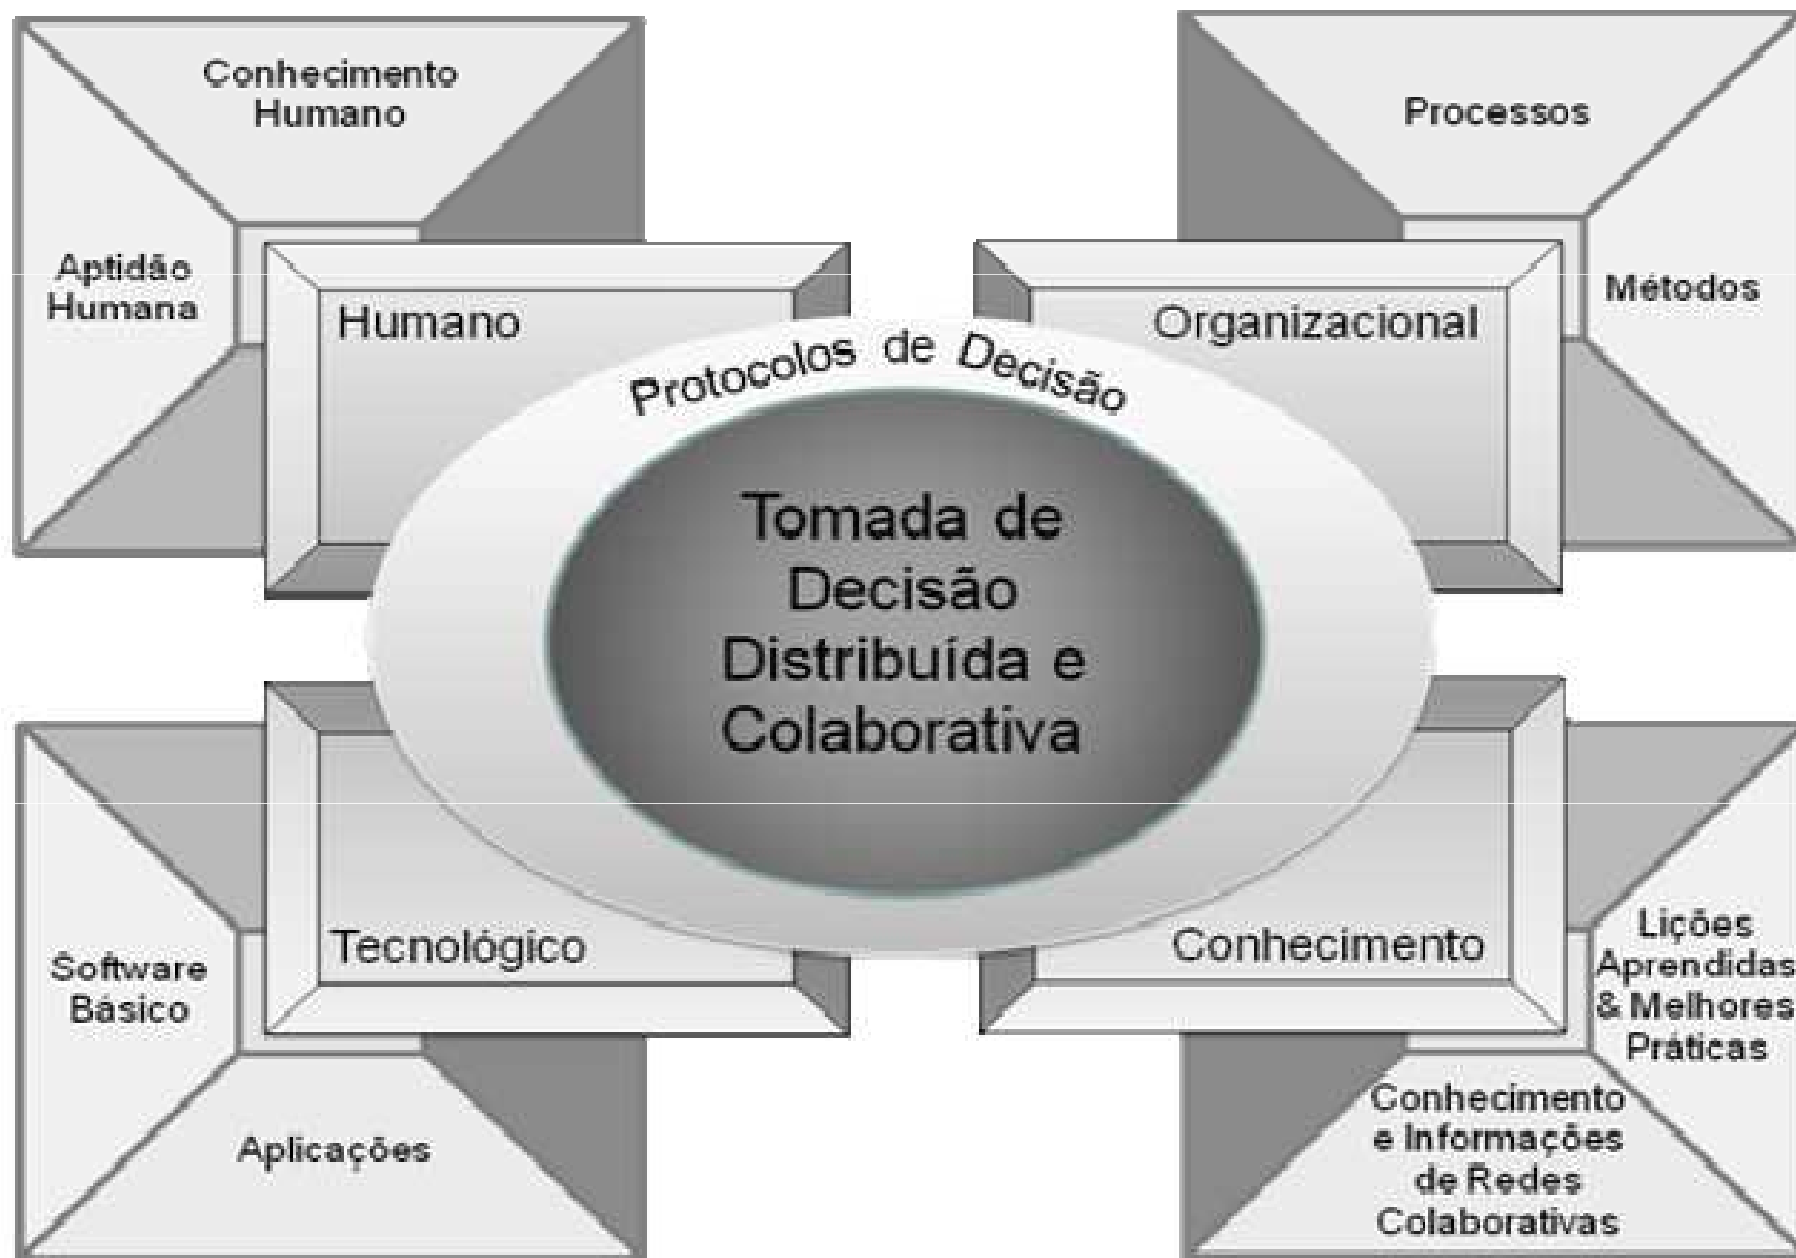 Conhecimento
Humano
Aptidão
Humana
Humano
Processos
Métodos
Organizacional
Protocolos de Decisão
Tomada de
Decisão
Distribuída e
Colaborativa
Tecnológico
Software
Básico
Aplicações
Conhecimento
Lições
Aprendidas
& Melhores
Práticas
Conhecimento
e Informações
de Redes
Colaborativas